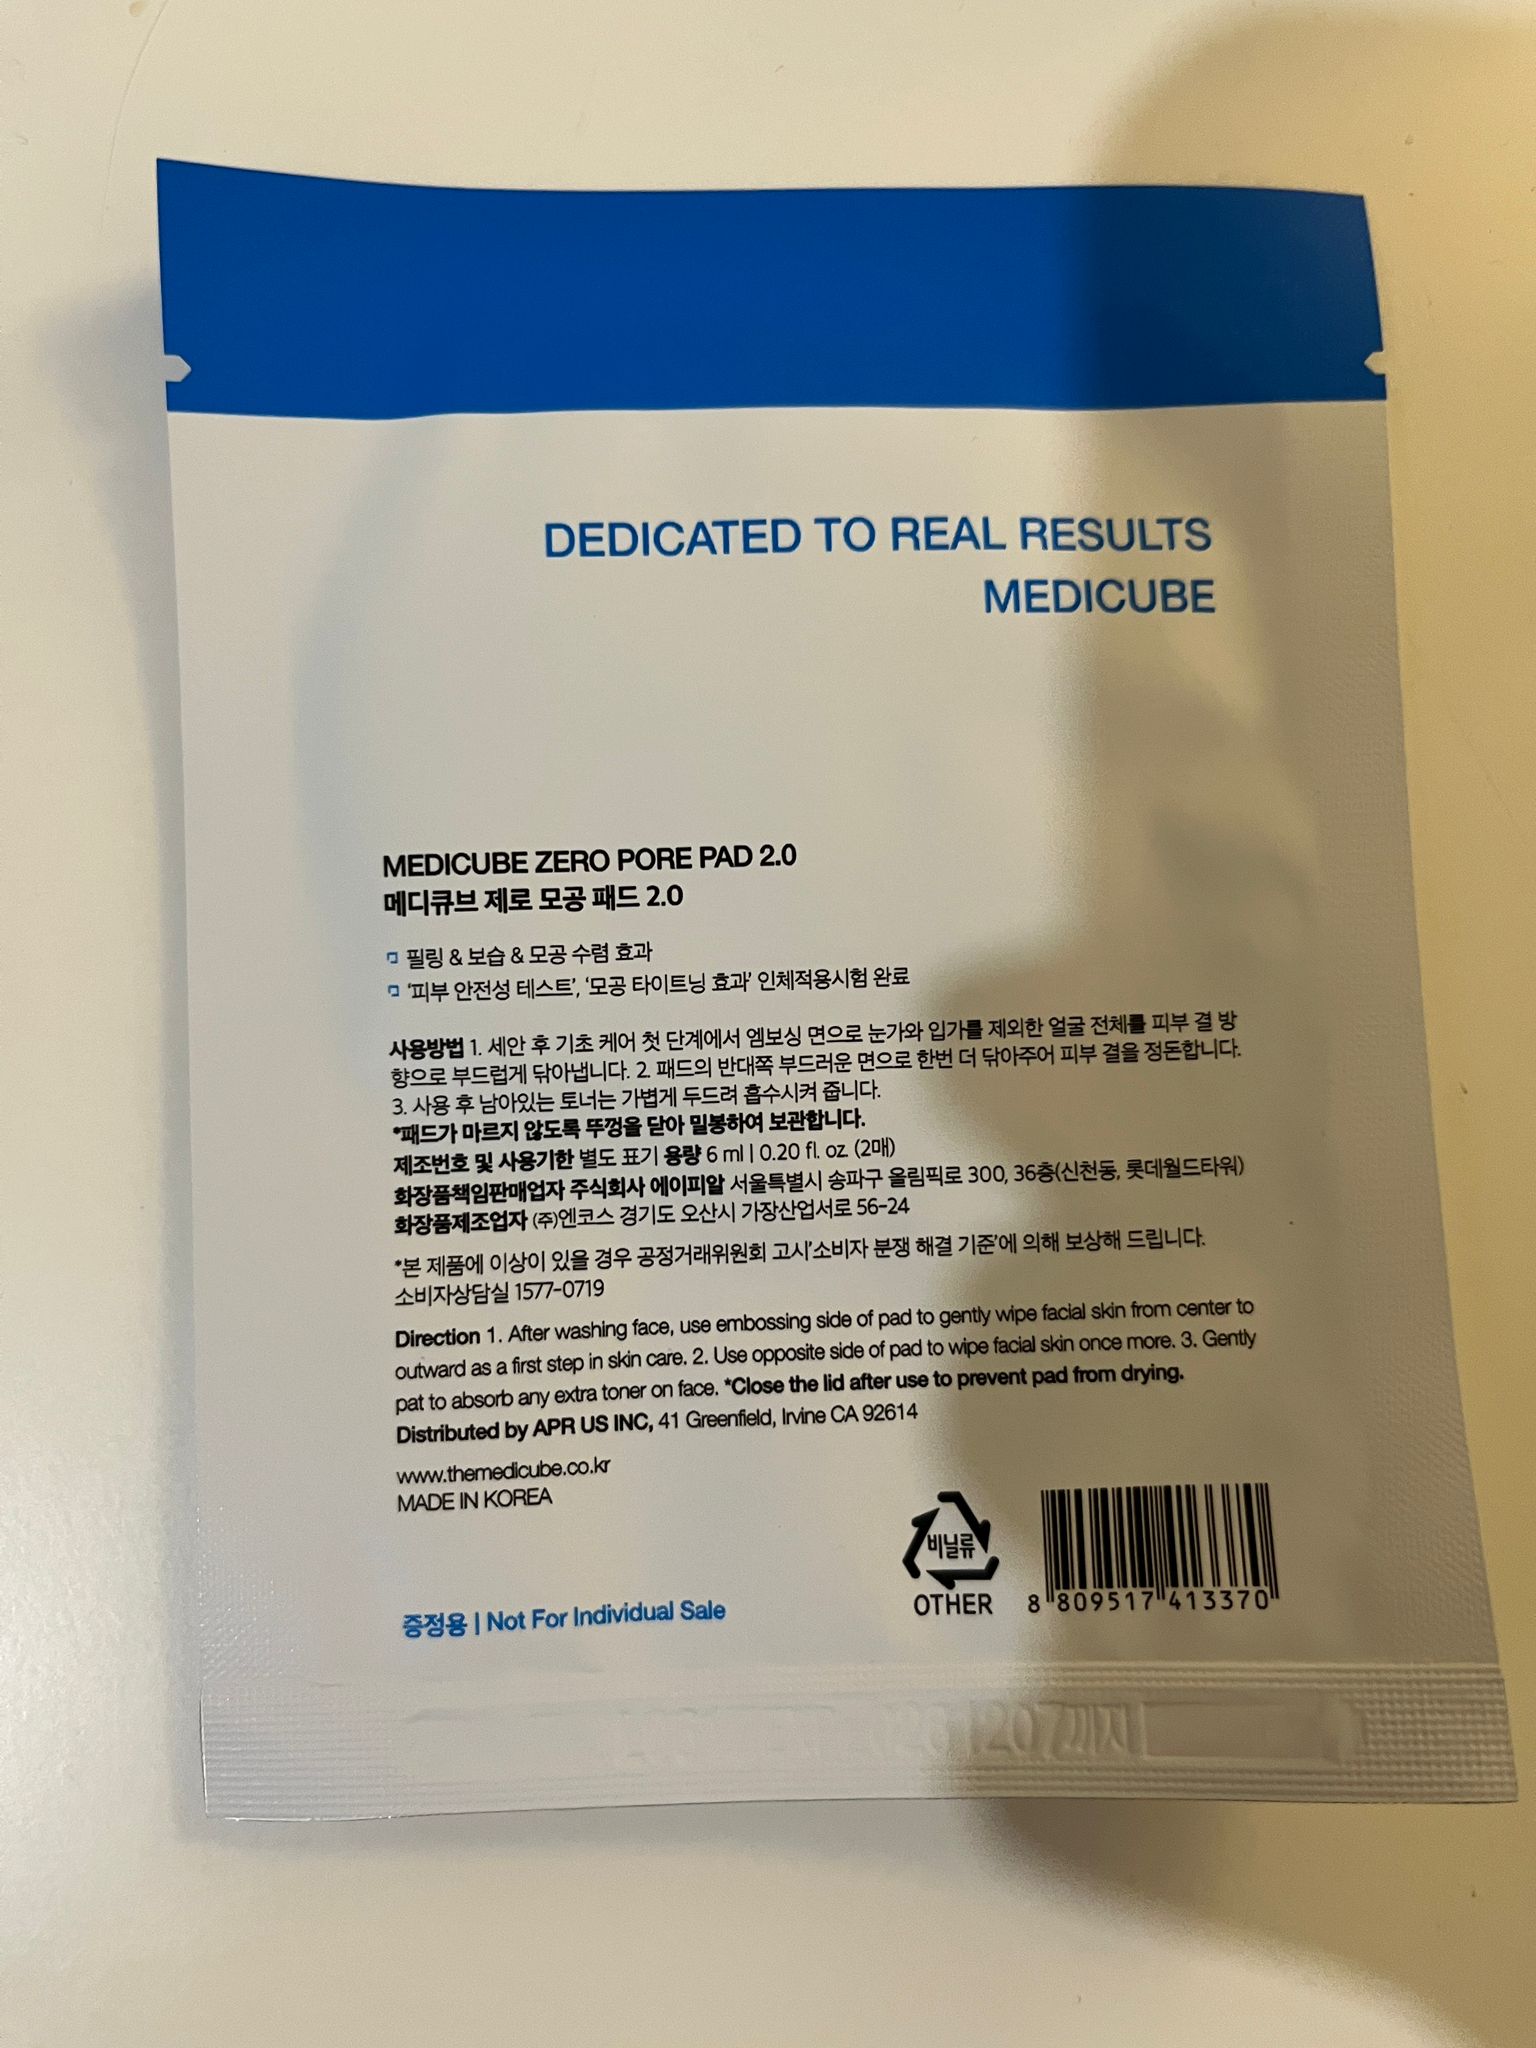 DEDICATED TO REAL RESULTS
MEDICUBE
MEDICUBE ZERO PORE PAD 2.0
메디큐브 제로 모공 패드 2.0
필링 & 보습 & 모공 수렴 효과
‘피부 안전성 테스트’, ‘모공 타이트닝 효과’ 인체적용시험 완료
사용방법 1. 세안 후 기초 케어 첫 단계에서 엠보싱 면으로 눈가와 입가를 제외한 얼굴 전체를 피부 결 방
향으로 부드럽게 닦아냅니다. 2. 패드의 반대쪽 부드러운 면으로 한번 더 닦아주어 피부 결을 정돈합니다.
3. 사용 후 남아있는 토너는 가볍게 두드려 흡수시켜 줍니다.
*패드가 마르지 않도록 뚜껑을 닫아 밀봉하여 보관합니다.
제조번호 및 사용기한 별도 표기 용량 6 ml | 0.20 fl. oz. (2매)
화장품책임판매업자 주식회사 에이피알 서울특별시 송파구 올림픽로 300, 36층(신천동, 롯데월드타워)
화장품제조업자 (주)엔코스 경기도 오산시 가장산업서로 56-24
*본 제품에 이상이 있을 경우 공정거래위원회 고시'소비자 분쟁 해결 기준'에 의해 보상해 드립니다.
소비자상담실 1577-0719
Direction 1. After washing face, use embossing side of pad to gently wipe facial skin from center to
outward as a first step in skin care. 2. Use opposite side of pad to wipe facial skin once more. 3. Gently
pat to absorb any extra toner on face. *Close the lid after use to prevent pad from drying.
Distributed by APR US INC, 41 Greenfield, Irvine CA 92614
www.themedicube.co.kr
MADE IN KOREA
비닐류
OTHER
8 809517 413370
증정용 | Not For Individual Sale